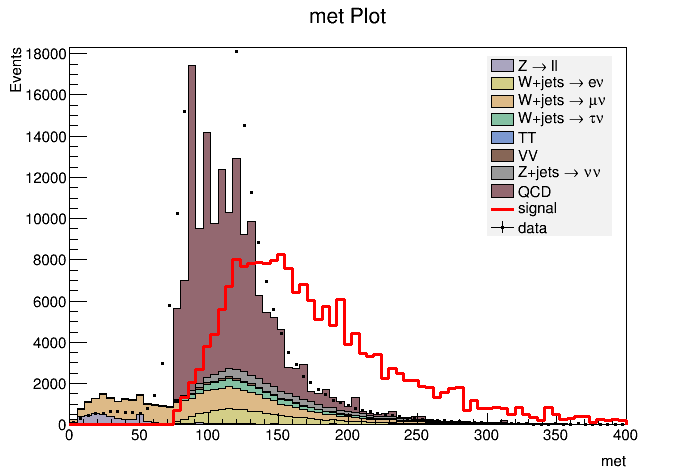 met Plot
Events
18000
16000
14000
12000
10000
8000
6000
4000
2000
0
Z → ll
W+jets → eν
W+jets → μν
W+jets → τν
TT
VV
Z+jets → νν
QCD
signal
data
0 50 100 150 200 250 300 350 400
met